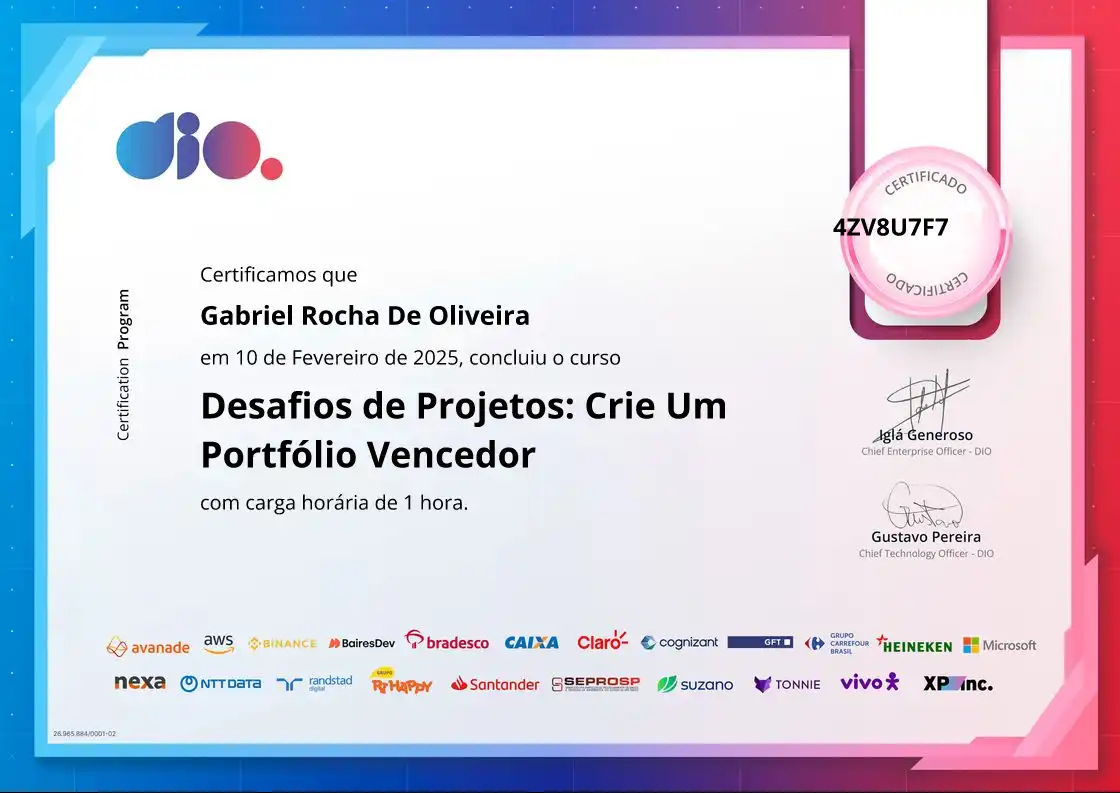 dio.
CERTIFICADO
4ZV8U7F7
CERTIFICADO
Certification Program
Certificamos que
Gabriel Rocha De Oliveira
em 10 de Fevereiro de 2025, concluiu o curso
Desafios de Projetos: Crie Um
Portfólio Vencedor
com carga horária de 1 hora.
Iglá Generoso
Chief Enterprise Officer - DIO
Gustavo Pereira
Chief Technology Officer - DIO
avanade aws BINANCE BairesDev bradesco CAIXA Claro cognizant GFT GRUPO CARREFOUR BRASIL HEINEKEN Microsoft
nexa NTT DATA randstad digital GRUPO RI HAPPY Santander SEPROSP suzano TONNIE vivo XP inc.
26.965.884/0001-02